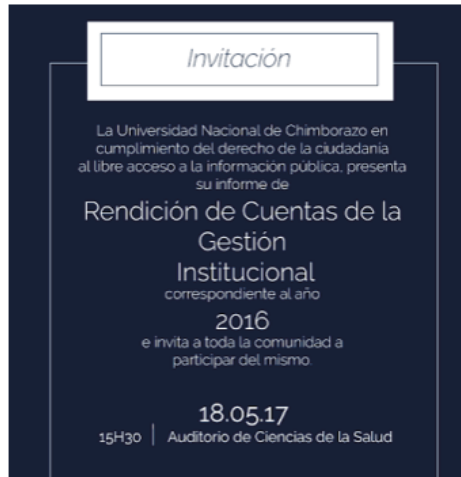 Invitación
La Universidad Nacional de Chimborazo en
cumplimiento del derecho de la ciudadanía
al libre acceso a la información pública, presenta
su informe de
Rendición de Cuentas de la
Gestión
Institucional
correspondiente al año
2016
e invita a toda la comunidad a
participar del mismo.
18.05.17
15H30 | Auditorio de Ciencias de la Salud